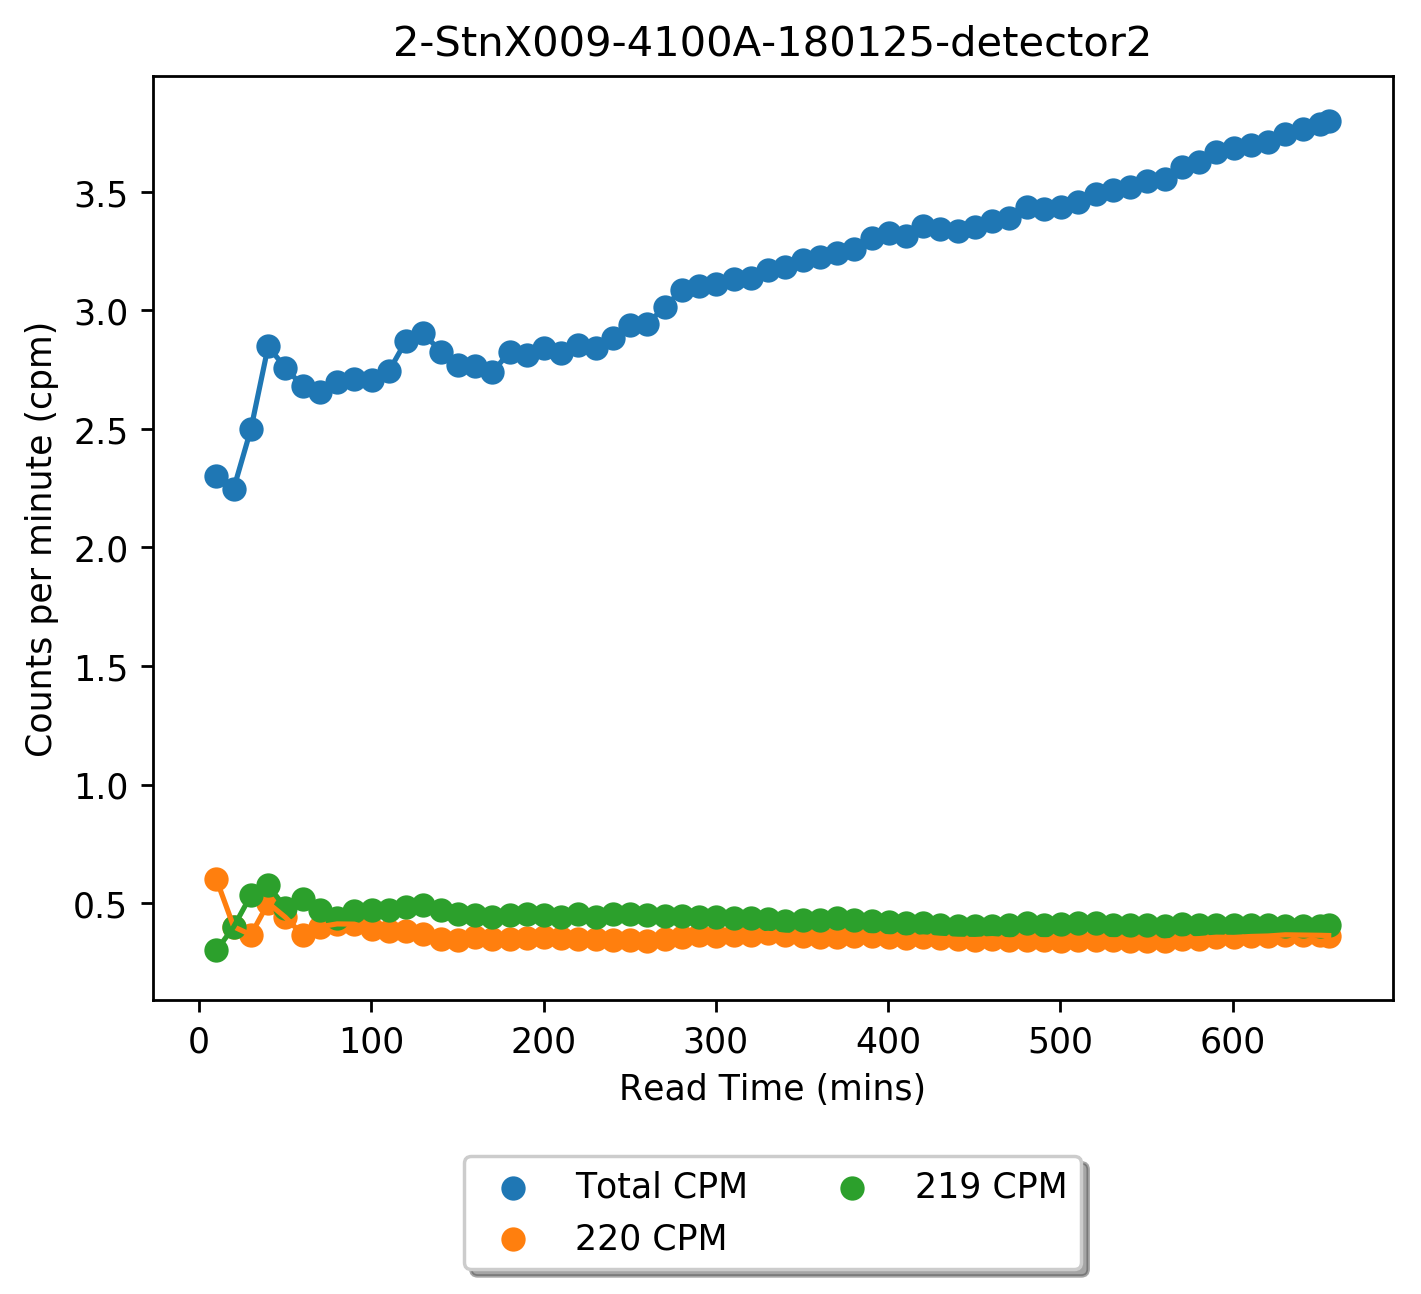 2-StnX009-4100A-180125-detector2
Counts per minute (cpm)
3.5
3.0
2.5
2.0
1.5
1.0
0.5
0 100 200 300 400 500 600
Read Time (mins)
Total CPM 219 CPM
220 CPM